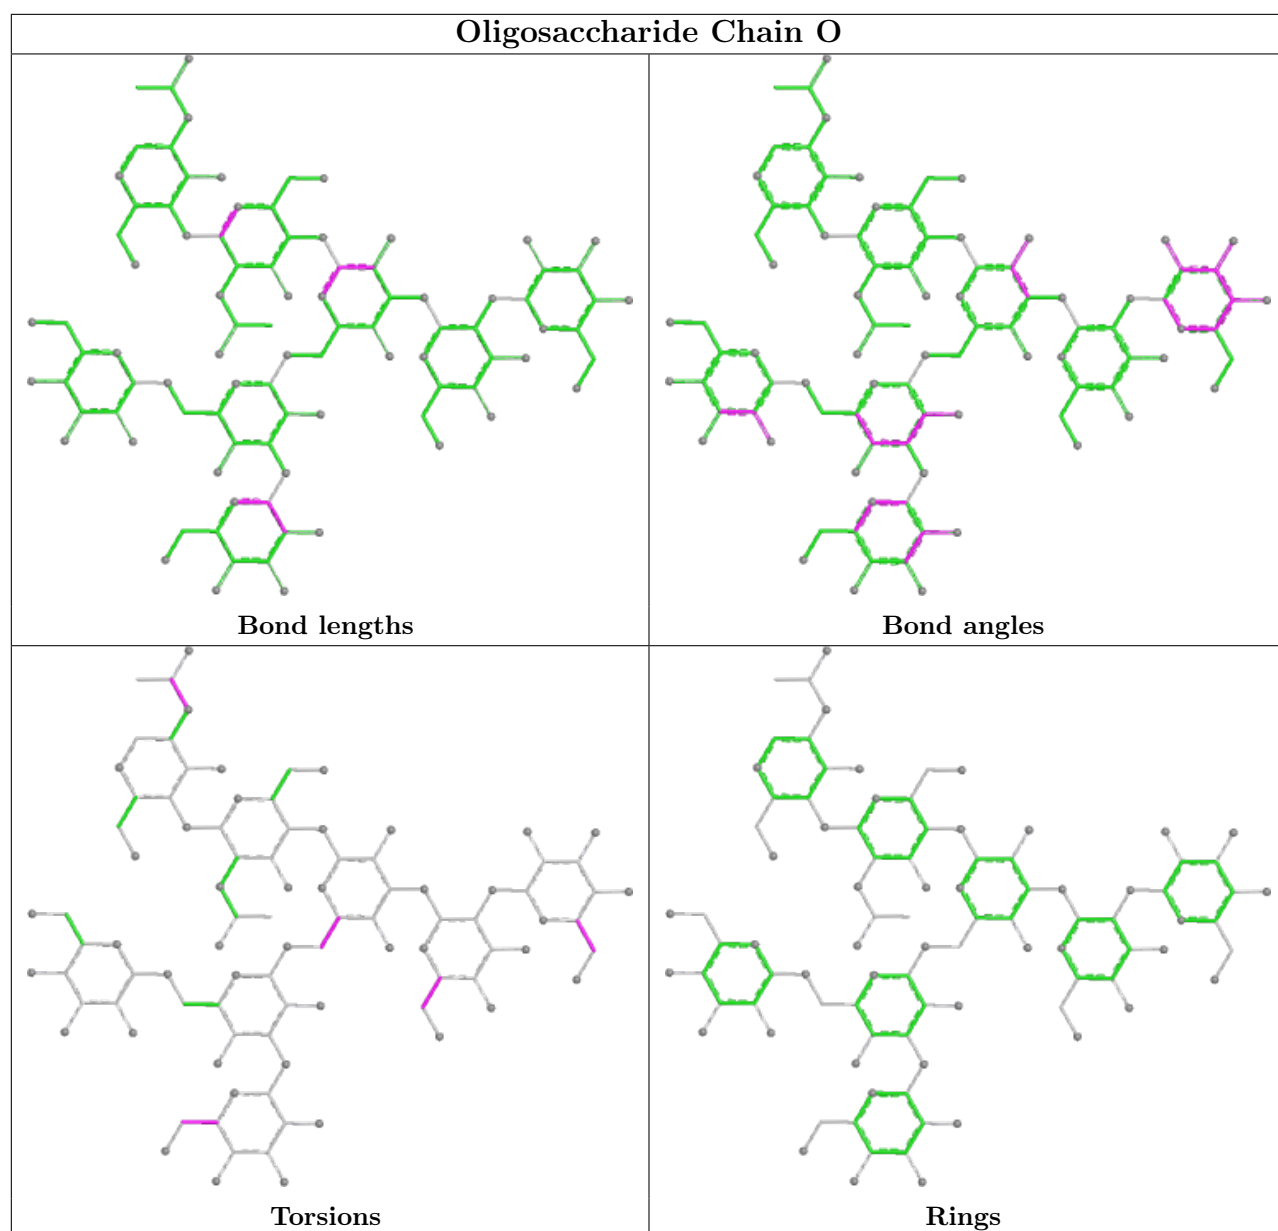 Oligosaccharide Chain O
Bond lengths
Bond angles
Torsions
Rings